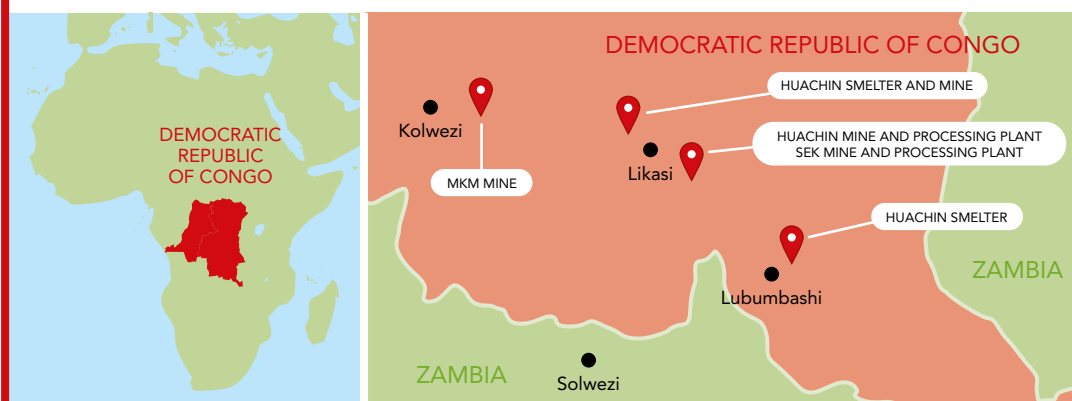 DEMOCRATIC
REPUBLIC
OF CONGO
DEMOCRATIC REPUBLIC OF CONGO
HUACHIN SMELTER AND MINE
Kolwezi
HUACHIN MINE AND PROCESSING PLANT
SEK MINE AND PROCESSING PLANT
Likasi
MKM MINE
HUACHIN SMELTER
ZAMBIA
Lubumbashi
ZAMBIA
Solwezi